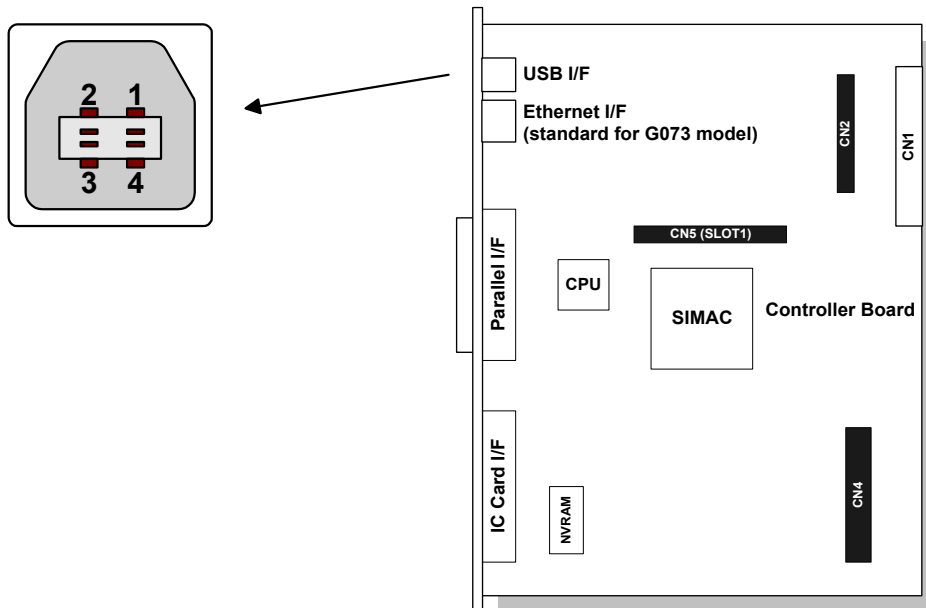 2 1
3 4
USB I/F
Ethernet I/F
(standard for G073 model)
CN2
CN1
CN5 (SLOT1)
Parallel I/F
CPU
SIMAC
Controller Board
IC Card I/F
NVRAM
CN4